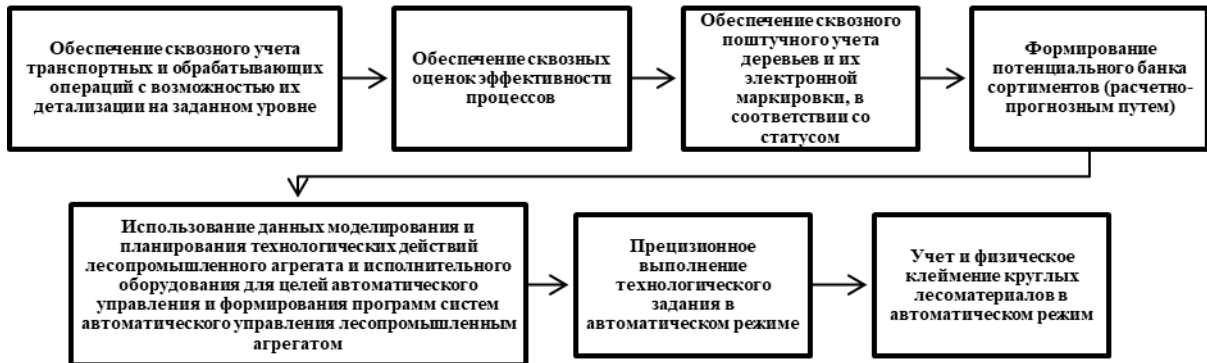 Обеспечение сквозного учета
транспортных и обрабатывающих
операций с возможностью их
детализации на заданном уровне
Обеспечение сквозных
оценок эффективности
процессов
Обеспечение сквозного
поштучного учета
деревьев и их
электронной
маркировки, в
соответствии со
статусом
Формирование
потенциального банка
сортиментов (расчетно-
прогнозным путем)
Использование данных моделирования и
планирования технологических действий
лесопромышленного агрегата и исполнительного
оборудования для целей автоматического
управления и формирования программ систем
автоматического управления лесопромышленным
агрегатом
Прецизионное
выполнение
технологического
задания в
автоматическом режиме
Учет и физическое
клеймение круглых
лесоматериалов в
автоматическом режим